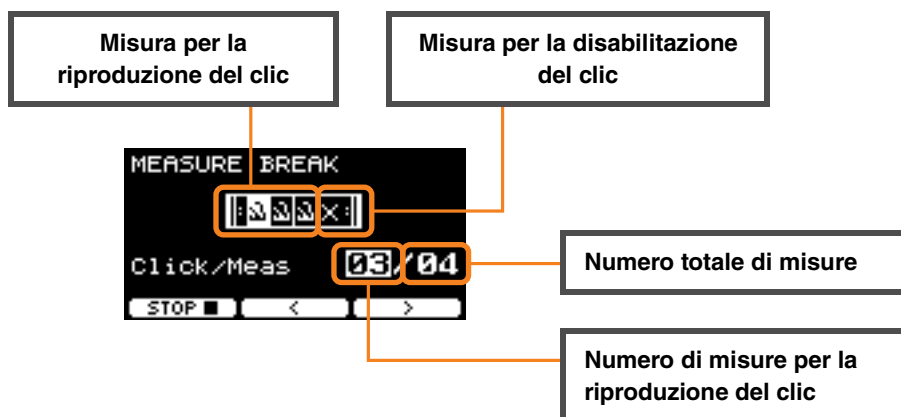 Misura per la
riproduzione del clic
Misura per la disabilitazione
del clic
MEASURE BREAK
Click/Meas 03/04
STOP ■ < >
Numero totale di misure
Numero di misure per la
riproduzione del clic